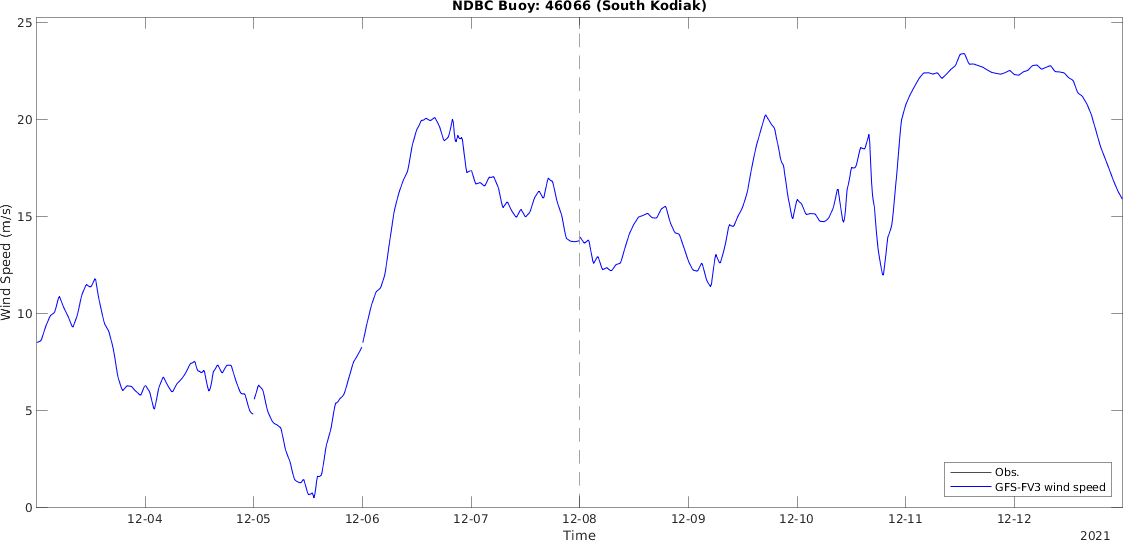 NDBC Buoy: 46066 (South Kodiak)
25
20
15
10
5
0
Wind Speed (m/s)
12-04 12-05 12-06 12-07 12-08 12-09 12-10 12-11 12-12
Time
2021
Obs.
GFS-FV3 wind speed